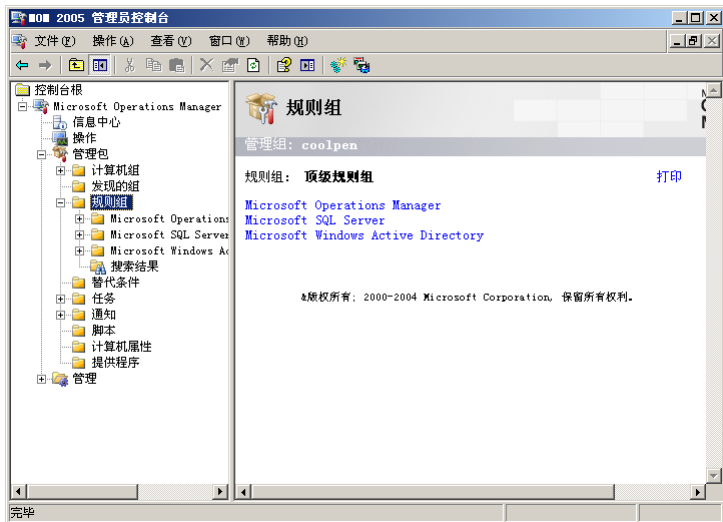 MOM 2005 管理员控制台
文件(F) 操作(A) 查看(V) 窗口(W) 帮助(H)
控制台根
Microsoft Operations Manager
信息中心
操作
管理包
计算机组
发现的组
规则组
Microsoft Operations
Microsoft SQL Server
Microsoft Windows Ac
搜索结果
替代条件
任务
通知
脚本
计算机属性
提供程序
管理
规则组
管理组: coolpen
规则组: 顶级规则组 打印
Microsoft Operations Manager
Microsoft SQL Server
Microsoft Windows Active Directory
&版权所有; 2000-2004 Microsoft Corporation, 保留所有权利。
完毕